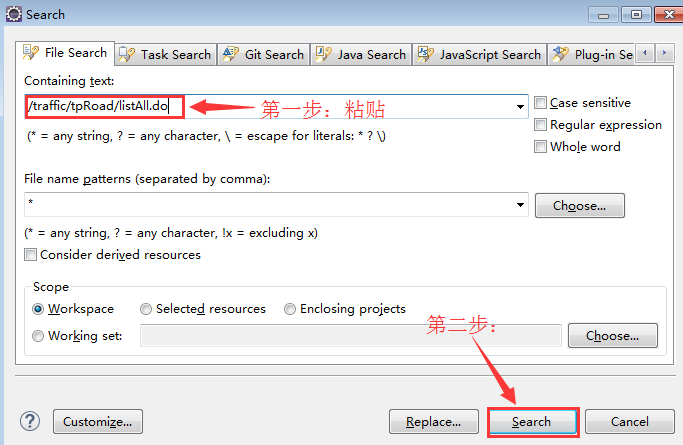 Search
File Search Task Search Git Search Java Search JavaScript Search Plug-in Se
Containing text:
/traffic/tpRoad/listAll.do
第一步：粘贴
Case sensitive
(* = any string, ? = any character, \ = escape for literals: * ? \)
Regular expression
Whole word
File name patterns (separated by comma):
*
Choose...
(* = any string, ? = any character, !x = excluding x)
Consider derived resources
Scope
Workspace Selected resources Enclosing projects
第二步：
Working set:
Choose...
? Customize... Replace... Search Cancel